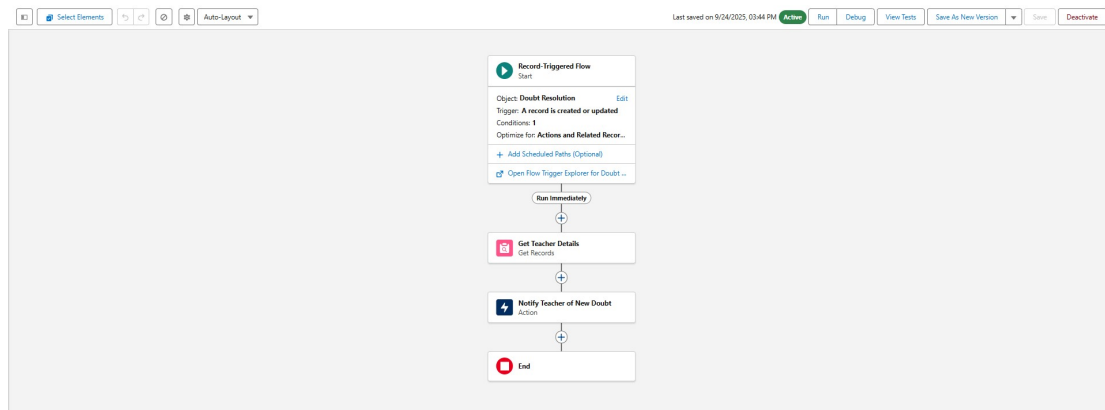 Select Elements
Auto-Layout
Last saved on 9/24/2025, 03:44 PM Active Run Debug View Tests Save As New Version Save Deactivate
Record-Triggered Flow
Start
Object: Doubt Resolution Edit
Trigger: A record is created or updated
Conditions: 1
Optimize for: Actions and Related Recor...
+ Add Scheduled Paths (Optional)
Open Flow Trigger Explorer for Doubt ...
Run Immediately
Get Teacher Details
Get Records
Notify Teacher of New Doubt
Action
End